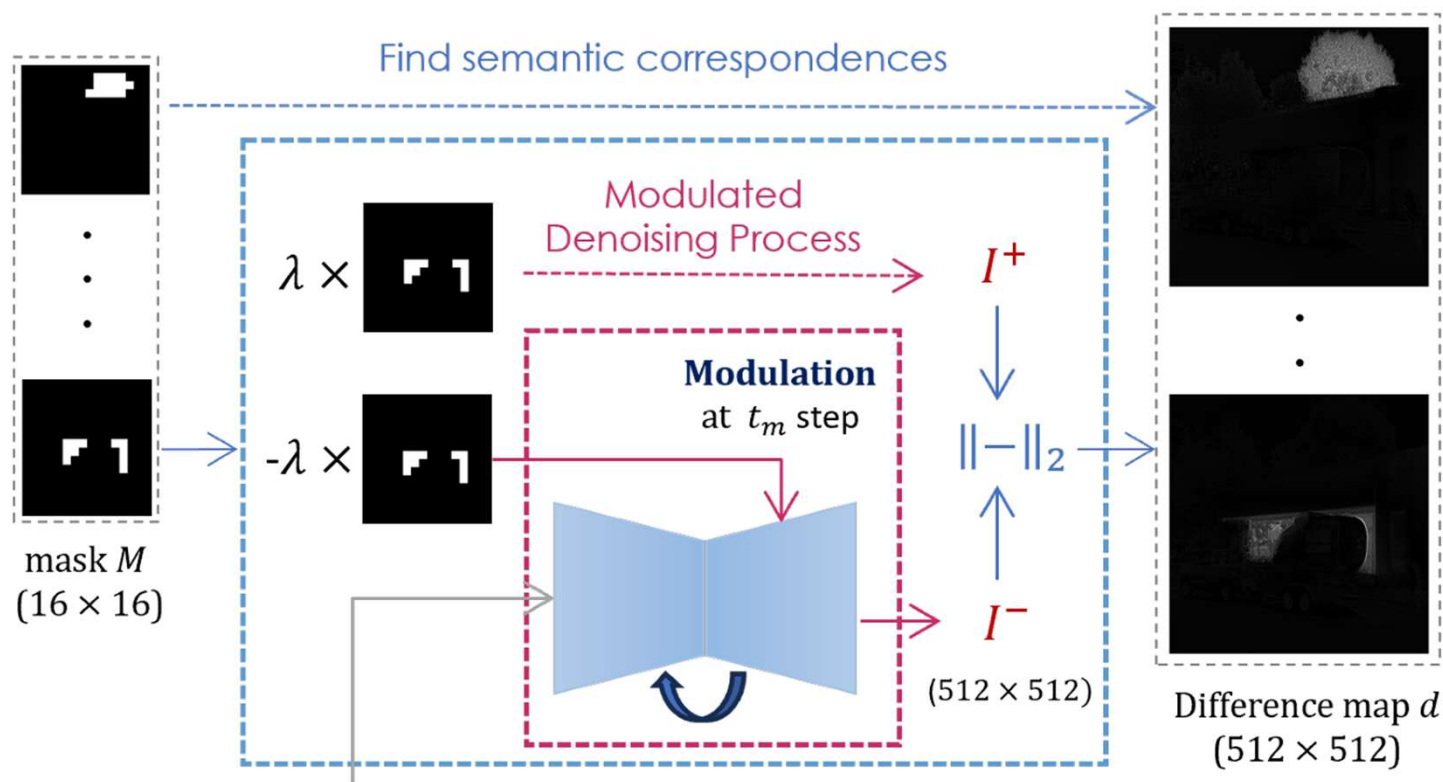 Find semantic correspondences
Modulated
Denoising Process
λ ×
I⁺
Modulation
at tₘ step
-λ ×
‖−‖₂
mask M
(16 × 16)
I⁻
(512 × 512)
Difference map d
(512 × 512)